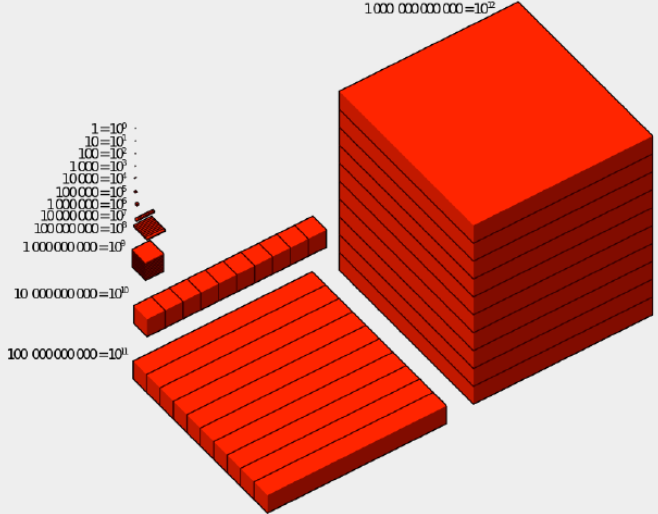 1 000 000 000 000 = 10¹²
1 = 10⁰
10 = 10¹
100 = 10²
1 000 = 10³
10 000 = 10⁴
100 000 = 10⁵
1 000 000 = 10⁶
10 000 000 = 10⁷
100 000 000 = 10⁸
1 000 000 000 = 10⁹
10 000 000 000 = 10¹⁰
100 000 000 000 = 10¹¹